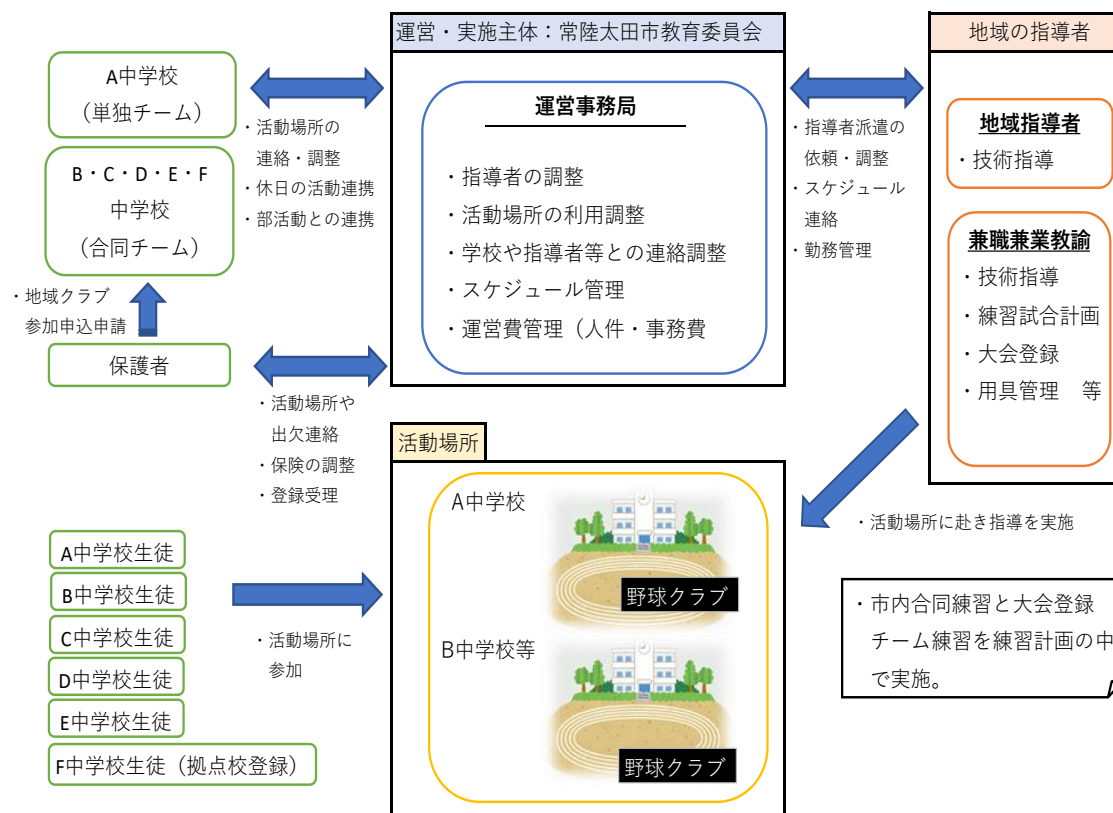 運営・実施主体：常陸太田市教育委員会
地域の指導者
A中学校
（単独チーム）
B・C・D・E・F
中学校
（合同チーム）
・活動場所の
連絡・調整
・休日の活動連携
・部活動との連携
・地域クラブ
参加申込申請
保護者
運営事務局
・指導者の調整
・活動場所の利用調整
・学校や指導者等との連絡調整
・スケジュール管理
・運営費管理（人件・事務費
・指導者派遣の
依頼・調整
・スケジュール
連絡
・勤務管理
地域指導者
・技術指導
兼職兼業教諭
・技術指導
・練習試合計画
・大会登録
・用具管理　等
・活動場所や
出欠連絡
・保険の調整
・登録受理
活動場所
A中学校
野球クラブ
B中学校等
野球クラブ
・活動場所に赴き指導を実施
A中学校生徒
B中学校生徒
C中学校生徒
D中学校生徒
E中学校生徒
F中学校生徒（拠点校登録）
・活動場所に
参加
・市内合同練習と大会登録
チーム練習を練習計画の中
で実施。